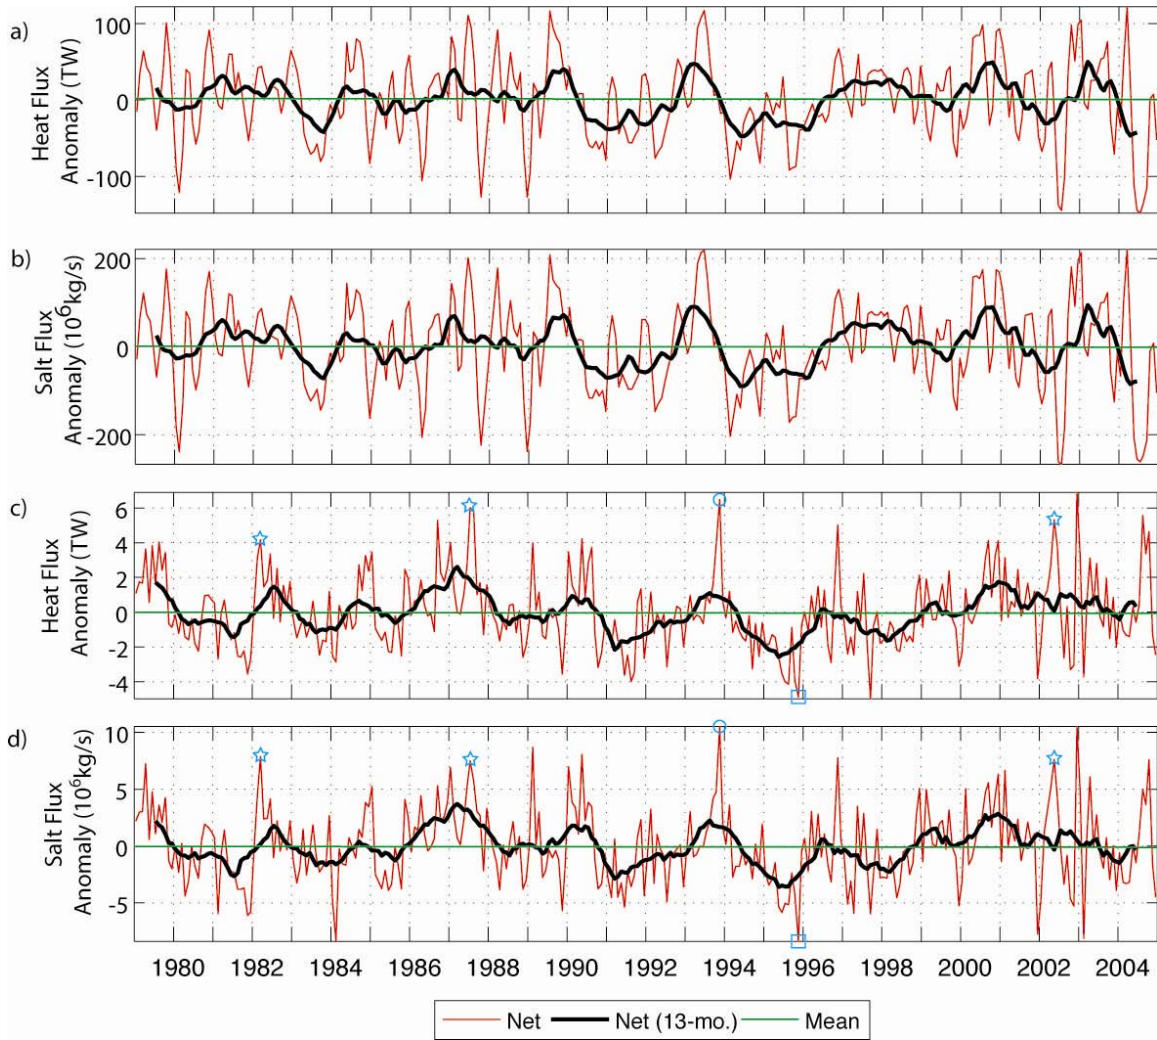 a)
Heat Flux
Anomaly (TW)
100
0
-100
b)
Salt Flux
Anomaly (10⁶kg/s)
200
0
-200
c)
Heat Flux
Anomaly (TW)
6
4
2
0
-2
-4
d)
Salt Flux
Anomaly (10⁶kg/s)
10
5
0
-5
1980 1982 1984 1986 1988 1990 1992 1994 1996 1998 2000 2002 2004
Net Net (13-mo.) Mean